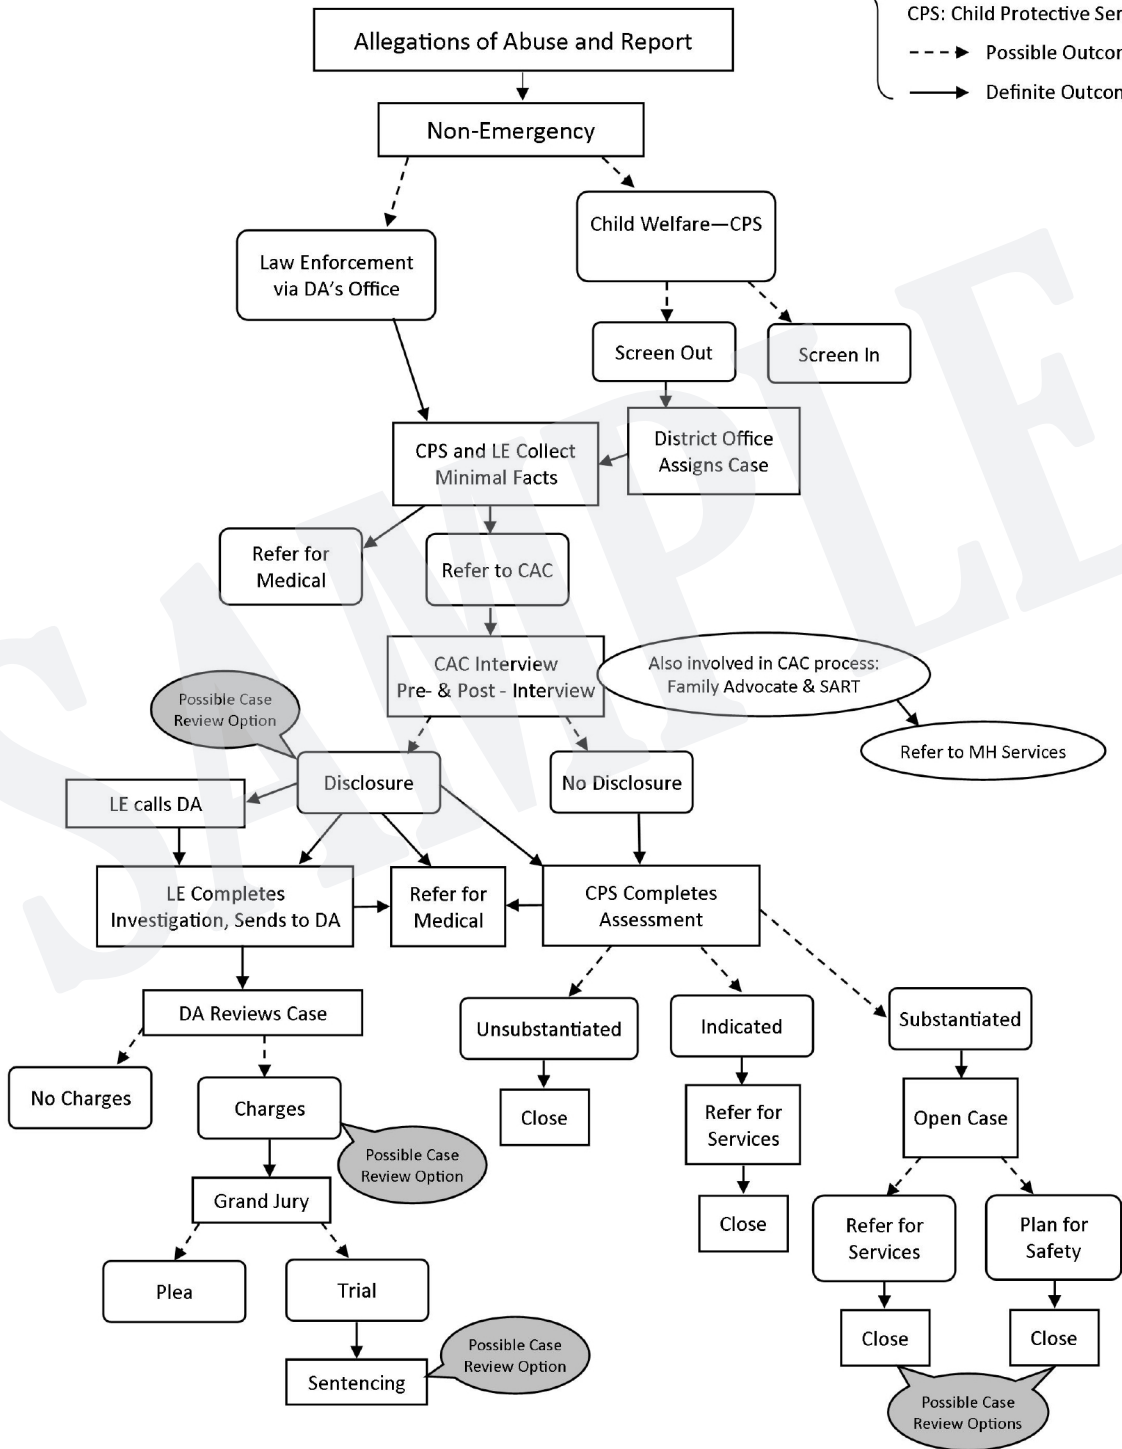 CPS: Child Protective Ser
Possible Outcor
Definite Outcon
Allegations of Abuse and Report
Non-Emergency
Child Welfare—CPS
Law Enforcement
via DA's Office
Screen Out
Screen In
CPS and LE Collect
Minimal Facts
District Office
Assigns Case
Refer for
Medical
Refer to CAC
CAC Interview
Pre- & Post - Interview
Also involved in CAC process:
Family Advocate & SART
Possible Case
Review Option
Refer to MH Services
Disclosure
No Disclosure
LE calls DA
LE Completes
Investigation, Sends to DA
Refer for
Medical
CPS Completes
Assessment
DA Reviews Case
Unsubstantiated
Indicated
Substantiated
No Charges
Charges
Close
Refer for
Services
Open Case
Possible Case
Review Option
Grand Jury
Close
Refer for
Services
Plan for
Safety
Plea
Trial
Close
Close
Possible Case
Review Option
Sentencing
Possible Case
Review Options
SAMPLE